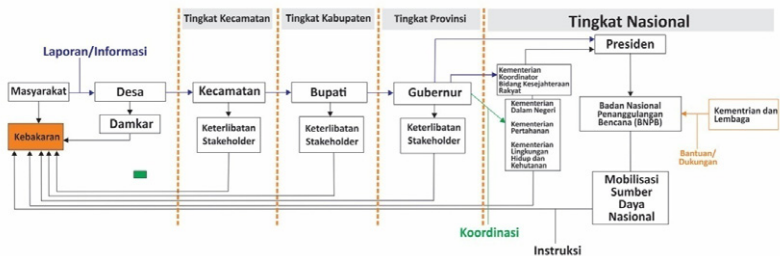 Tingkat Kecamatan
Tingkat Kabupaten
Tingkat Provinsi
Tingkat Nasional
Laporan/Informasi
Masyarakat
Desa
Kecamatan
Bupati
Gubernur
Kementerian
Koordinator
Bidang Kesejahteraan
Rakyat
Presiden
Kebakaran
Damkar
Keterlibatan
Stakeholder
Keterlibatan
Stakeholder
Keterlibatan
Stakeholder
Kementerian
Dalam Negeri
Kementerian
Pertahanan
Kementerian
Lingkungan
Hidup dan
Kehutanan
Badan Nasional
Penanggulangan
Bencana (BNPB)
Kementrian dan
Lembaga
Bantuan/
Dukungan
Mobilisasi
Sumber
Daya
Nasional
Koordinasi
Instruksi